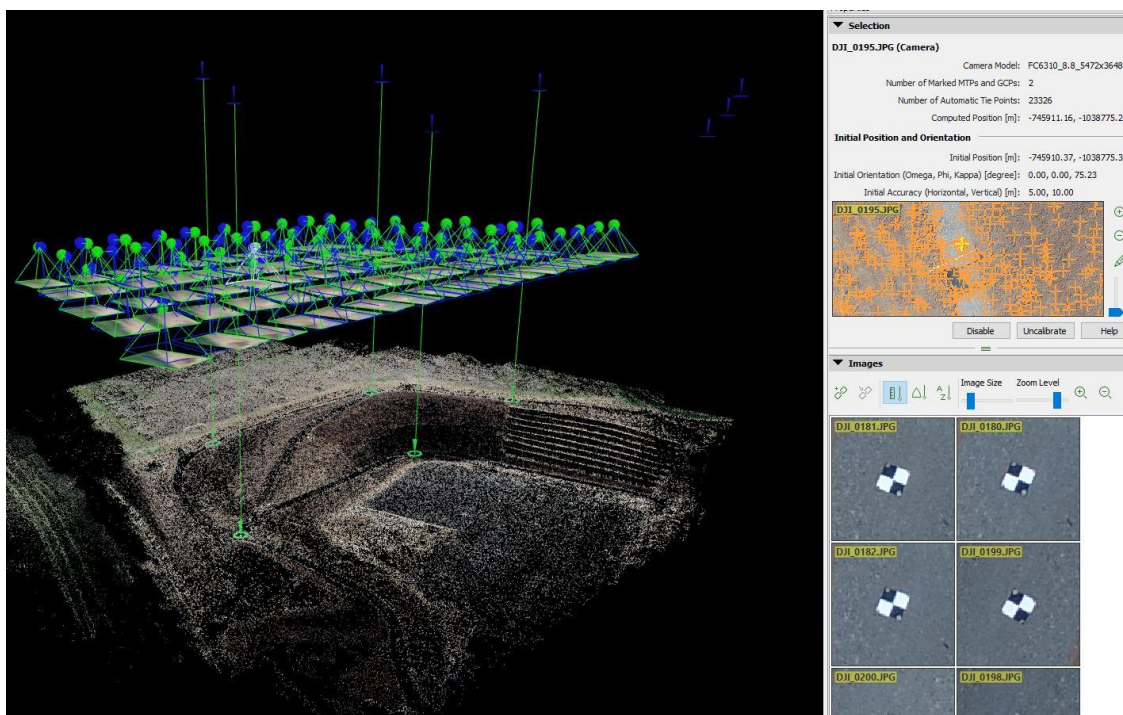 Selection
DJI_0195.JPG (Camera)
Camera Model: FC6310_8.8_5472x3648
Number of Marked MTPs and GCPs: 2
Number of Automatic Tie Points: 23326
Computed Position [m]: -745911.16, -1038775.2
Initial Position and Orientation
Initial Position [m]: -745910.37, -1038775.3
Initial Orientation (Omega, Phi, Kappa) [degree]: 0.00, 0.00, 75.23
Initial Accuracy (Horizontal, Vertical) [m]: 5.00, 10.00
DJI_0195.JPG
Disable Uncalibrate Help
Images
Image Size Zoom Level
DJI_0181.JPG DJI_0180.JPG
DJI_0182.JPG DJI_0199.JPG
DJI_0200.JPG DJI_0198.JPG